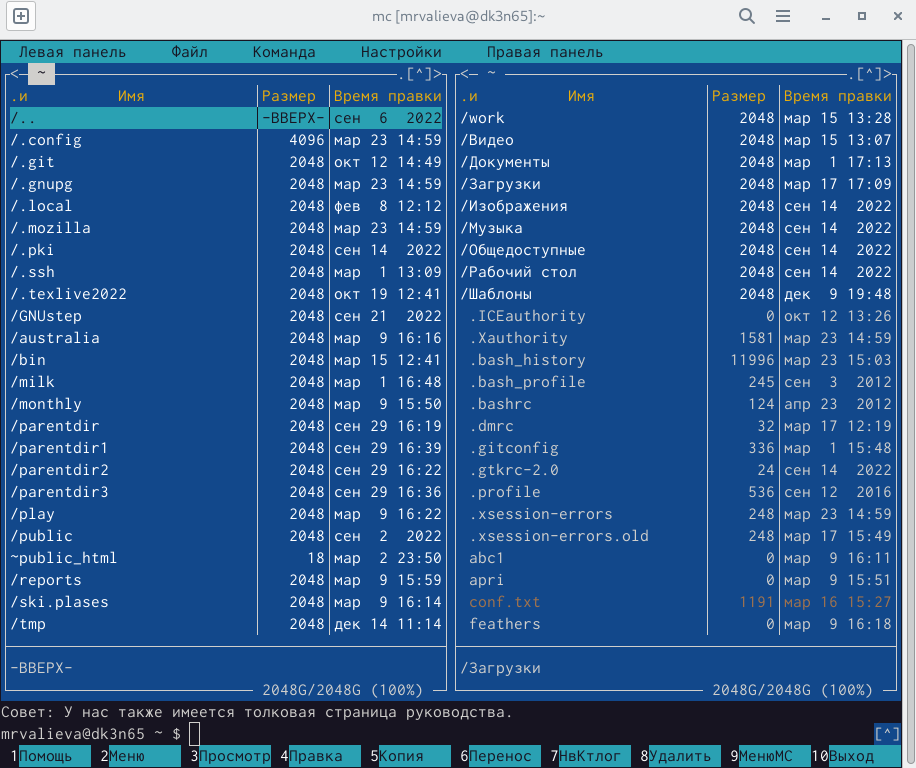 mc [mrvalieva@dk3n65]:~
Левая панель Файл Команда Настройки Правая панель
<— ~ .[^]> <— ~ .[^]>
.и Имя Размер Время правки .и Имя Размер Время правки
/.. -ВВЕРХ- сен 6 2022 /work 2048 мар 15 13:28
/.config 4096 мар 23 14:59 /Видео 2048 мар 15 13:07
/.git 2048 окт 12 14:49 /Документы 2048 мар 1 17:13
/.gnupg 2048 мар 23 14:59 /Загрузки 2048 мар 17 17:09
/.local 2048 фев 8 12:12 /Изображения 2048 сен 14 2022
/.mozilla 2048 мар 23 14:59 /Музыка 2048 сен 14 2022
/.pki 2048 сен 14 2022 /Общедоступные 2048 сен 14 2022
/.ssh 2048 мар 1 13:09 /Рабочий стол 2048 сен 14 2022
/.texlive2022 2048 окт 19 12:41 /Шаблоны 2048 дек 9 19:48
/GNUstep 2048 сен 21 2022 .ICEauthority 0 окт 12 13:26
/australia 2048 мар 9 16:16 .Xauthority 1581 мар 23 14:59
/bin 2048 мар 15 12:41 .bash_history 11996 мар 23 15:03
/milk 2048 мар 1 16:48 .bash_profile 245 сен 3 2012
/monthly 2048 мар 9 15:50 .bashrc 124 апр 23 2012
/parentdir 2048 сен 29 16:19 .dmrc 32 мар 17 12:19
/parentdir1 2048 сен 29 16:39 .gitconfig 336 мар 1 15:48
/parentdir2 2048 сен 29 16:22 .gtkrc-2.0 24 сен 14 2022
/parentdir3 2048 сен 29 16:36 .profile 536 сен 12 2016
/play 2048 мар 9 16:22 .xsession-errors 248 мар 23 14:59
/public 2048 сен 2 2022 .xsession-errors.old 248 мар 17 15:49
~public_html 18 мар 2 23:50 abc1 0 мар 9 16:11
/reports 2048 мар 9 15:59 apri 0 мар 9 15:51
/ski.plases 2048 мар 9 16:14 conf.txt 1191 мар 16 15:27
/tmp 2048 дек 14 11:14 feathers 0 мар 9 16:18
-ВВЕРХ- /Загрузки
2048G/2048G (100%) 2048G/2048G (100%)
Совет: У нас также имеется толковая страница руководства.
mrvalieva@dk3n65 ~ $ [^]
1Помощь 2Меню 3Просмотр 4Правка 5Копия 6Перенос 7НвКтлог 8Удалить 9МенюМС 10Выход